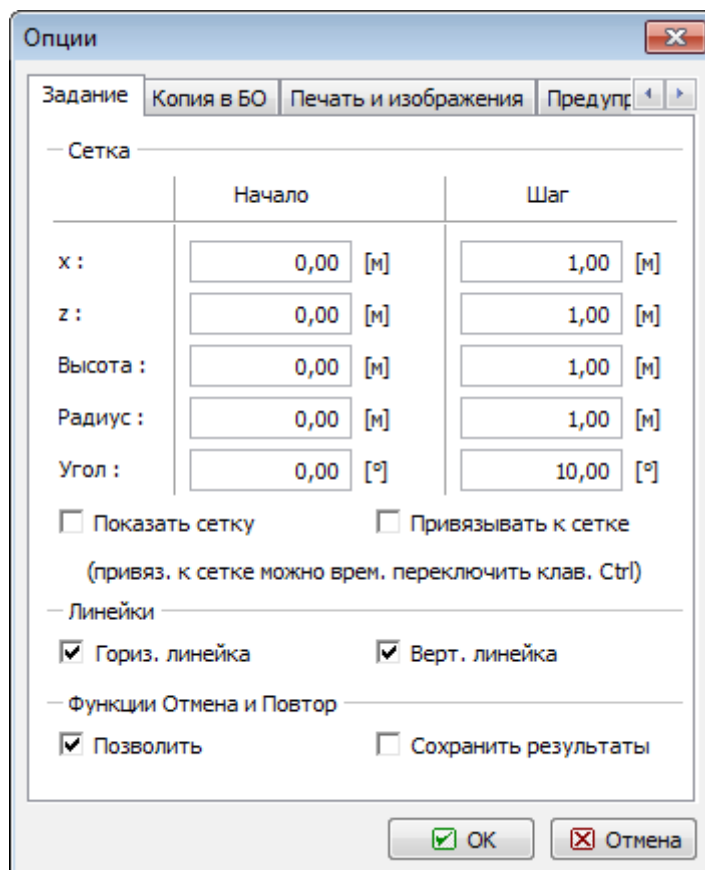 Опции
Задание Копия в БО Печать и изображения Предупр
Сетка
Начало Шаг
x : 0,00 [м] 1,00 [м]
z : 0,00 [м] 1,00 [м]
Высота : 0,00 [м] 1,00 [м]
Радиус : 0,00 [м] 1,00 [м]
Угол : 0,00 [°] 10,00 [°]
Показать сетку Привязывать к сетке
(привяз. к сетке можно врем. переключить клав. Ctrl)
Линейки
Гориз. линейка Верт. линейка
Функции Отмена и Повтор
Позволить Сохранить результаты
OK Отмена